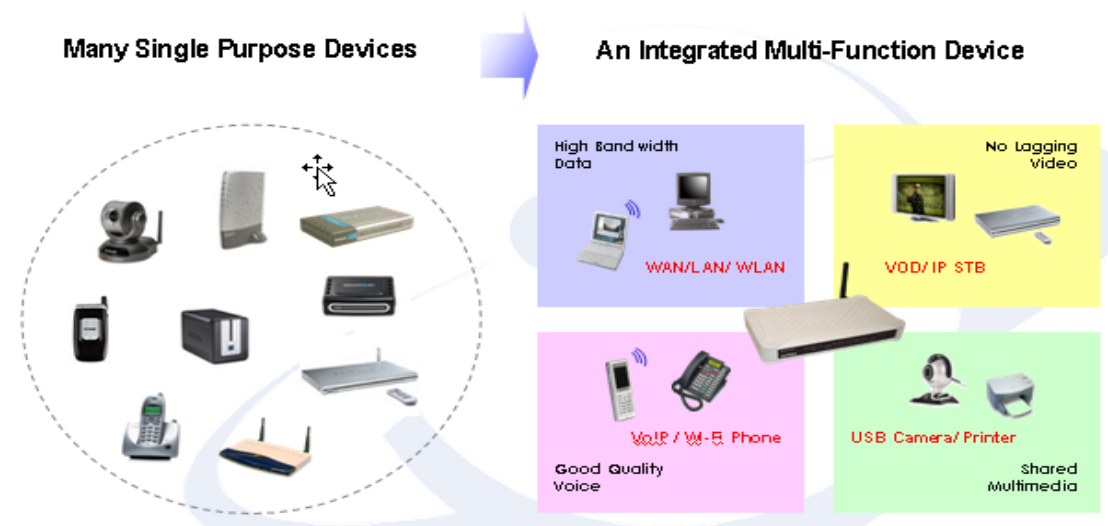 Many Single Purpose Devices
An Integrated Multi-Function Device
High Band width
Data
WAN/LAN/ WLAN
No Lagging
Video
VOD/ IP STB
VoIP / Wi-Fi Phone
Good Quality
Voice
USB Camera/ Printer
Shared
Multimedia